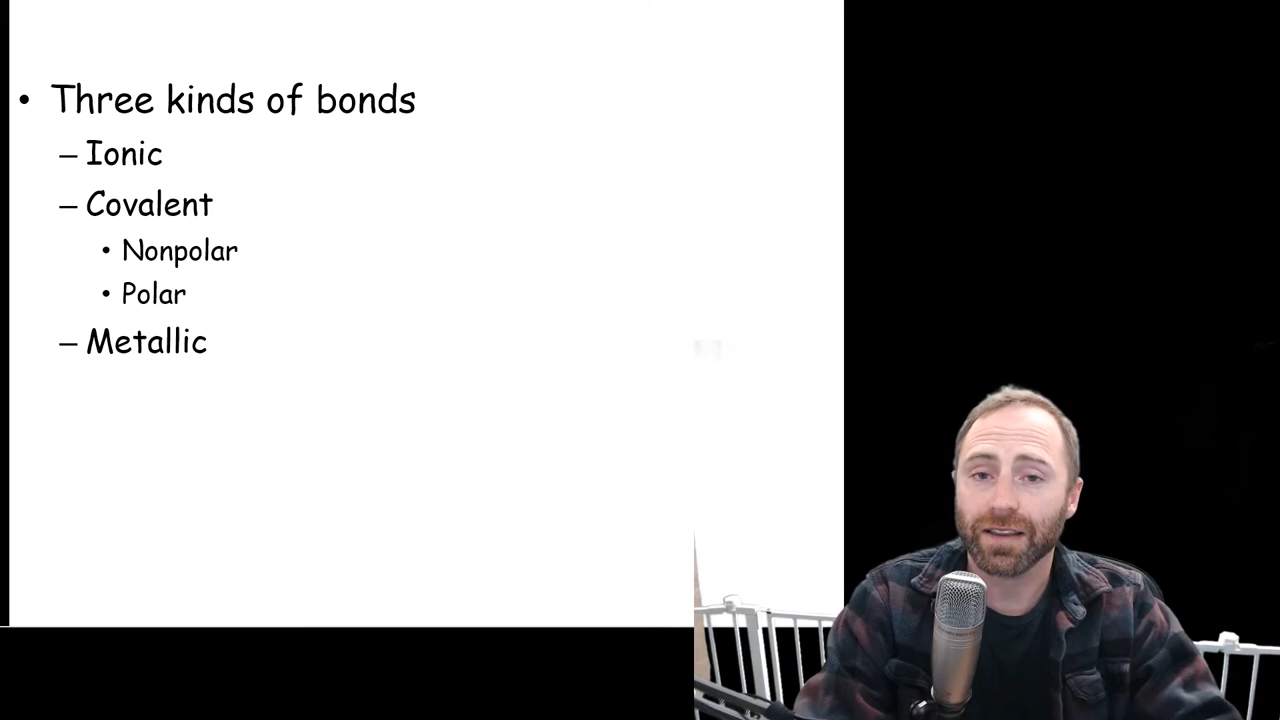 • Three kinds of bonds
– Ionic
– Covalent
• Nonpolar
• Polar
– Metallic